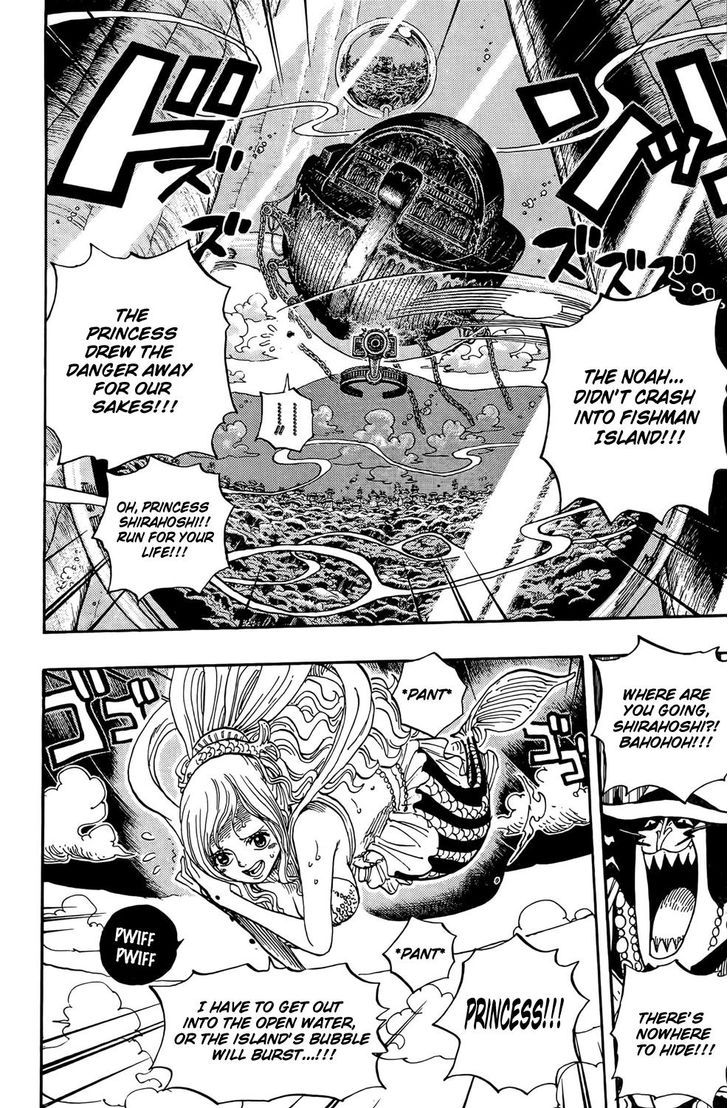 ドド
ズズ
ズ
ズ
ズ
ズ
THE NOAH...
DIDN'T CRASH
INTO FISHMAN
ISLAND!!!
THE
PRINCESS
DREW THE
DANGER AWAY
FOR OUR
SAKES!!!
OH, PRINCESS
SHIRAHOSHI!!
RUN FOR YOUR
LIFE!!!
WHERE ARE
YOU GOING,
SHIRAHOSHI?!
BAHOHOH!!!
THERE'S
NOWHERE
TO HIDE!!!
*PANT*
*PANT*
PRINCESS!!!
PWIFF
PWIFF
I HAVE TO GET OUT
INTO THE OPEN WATER,
OR THE ISLAND'S BUBBLE
WILL BURST...!!!